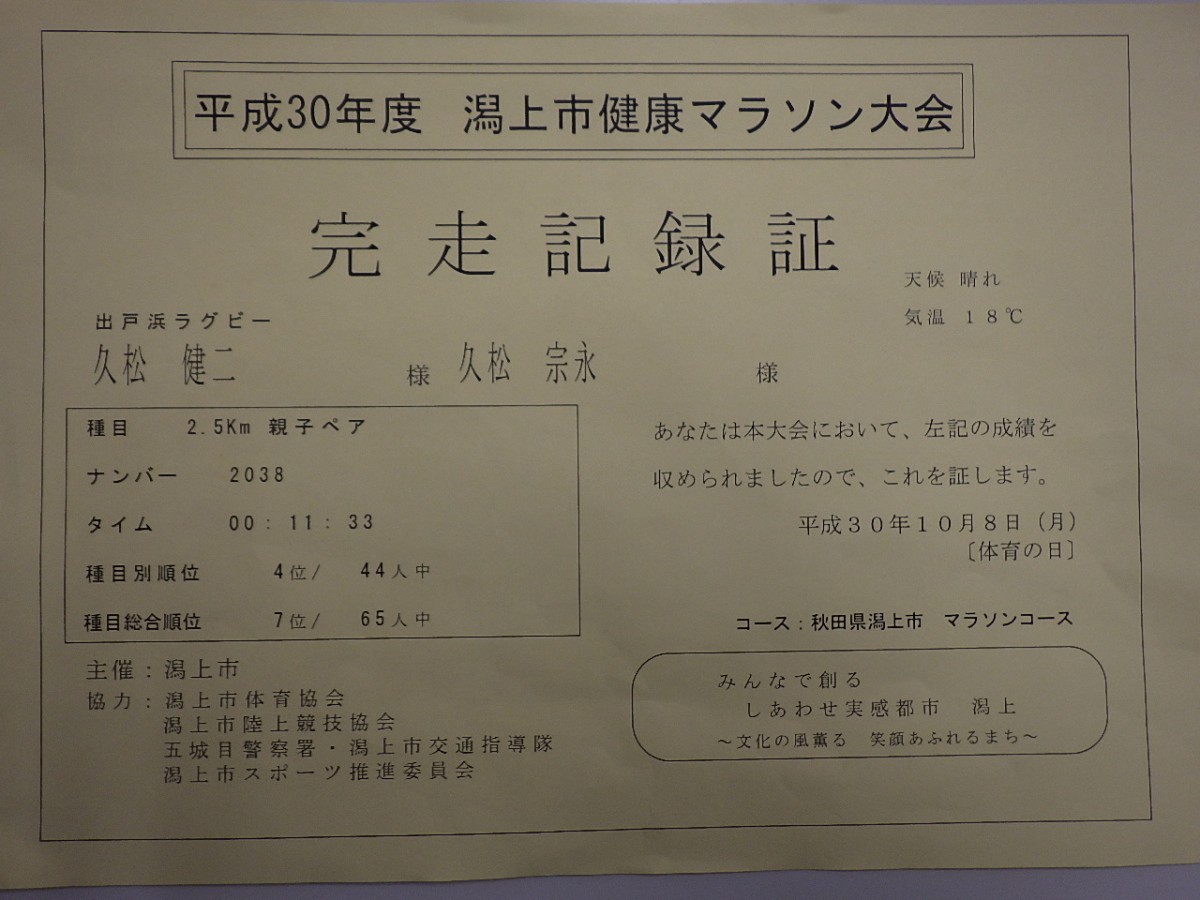 平成30年度　潟上市健康マラソン大会
完走記録証
天候 晴れ
気温 18℃
出戸浜ラグビー
久松 健二 様 久松 宗永 様
種目 2.5Km 親子ペア
ナンバー 2038
タイム 00:11:33
種目別順位 4位/ 44人中
種目総合順位 7位/ 65人中
あなたは本大会において、左記の成績を
収められましたので、これを証します。
平成30年10月8日（月）
〔体育の日〕
コース：秋田県潟上市　マラソンコース
主催：潟上市
協力：潟上市体育協会
潟上市陸上競技協会
五城目警察署・潟上市交通指導隊
潟上市スポーツ推進委員会
みんなで創る
しあわせ実感都市　潟上
～文化の風薫る　笑顔あふれるまち～